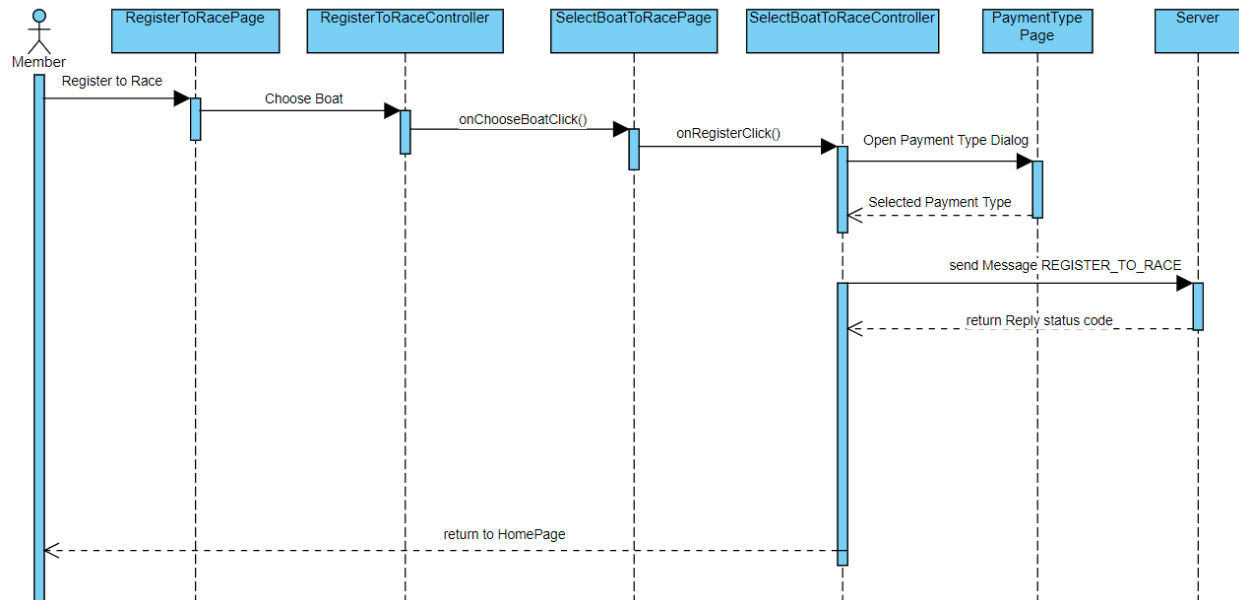 RegisterToRacePage
RegisterToRaceController
SelectBoatToRacePage
SelectBoatToRaceController
PaymentType
Page
Server
Member
Register to Race
Choose Boat
onChooseBoatClick()
onRegisterClick()
Open Payment Type Dialog
Selected Payment Type
send Message REGISTER_TO_RACE
return Reply status code
return to HomePage